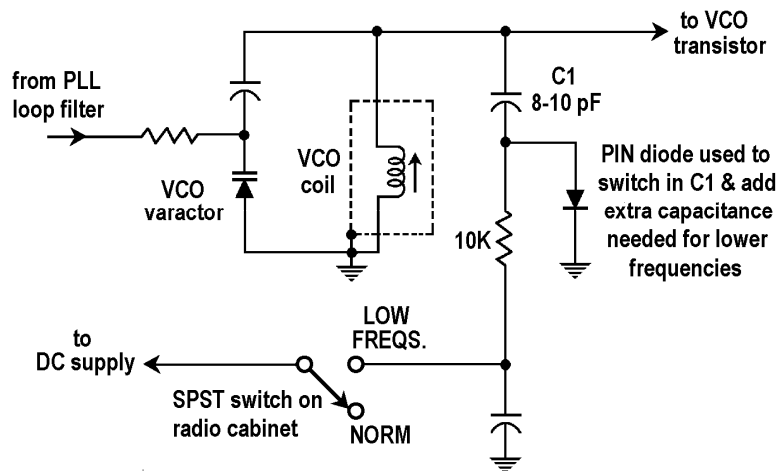 to VCO
transistor
from PLL
loop filter
C1
8-10 pF
VCO
coil
VCO
varactor
PIN diode used to
switch in C1 & add
extra capacitance
needed for lower
frequencies
10K
LOW
FREQS.
to
DC supply
SPST switch on
radio cabinet
NORM